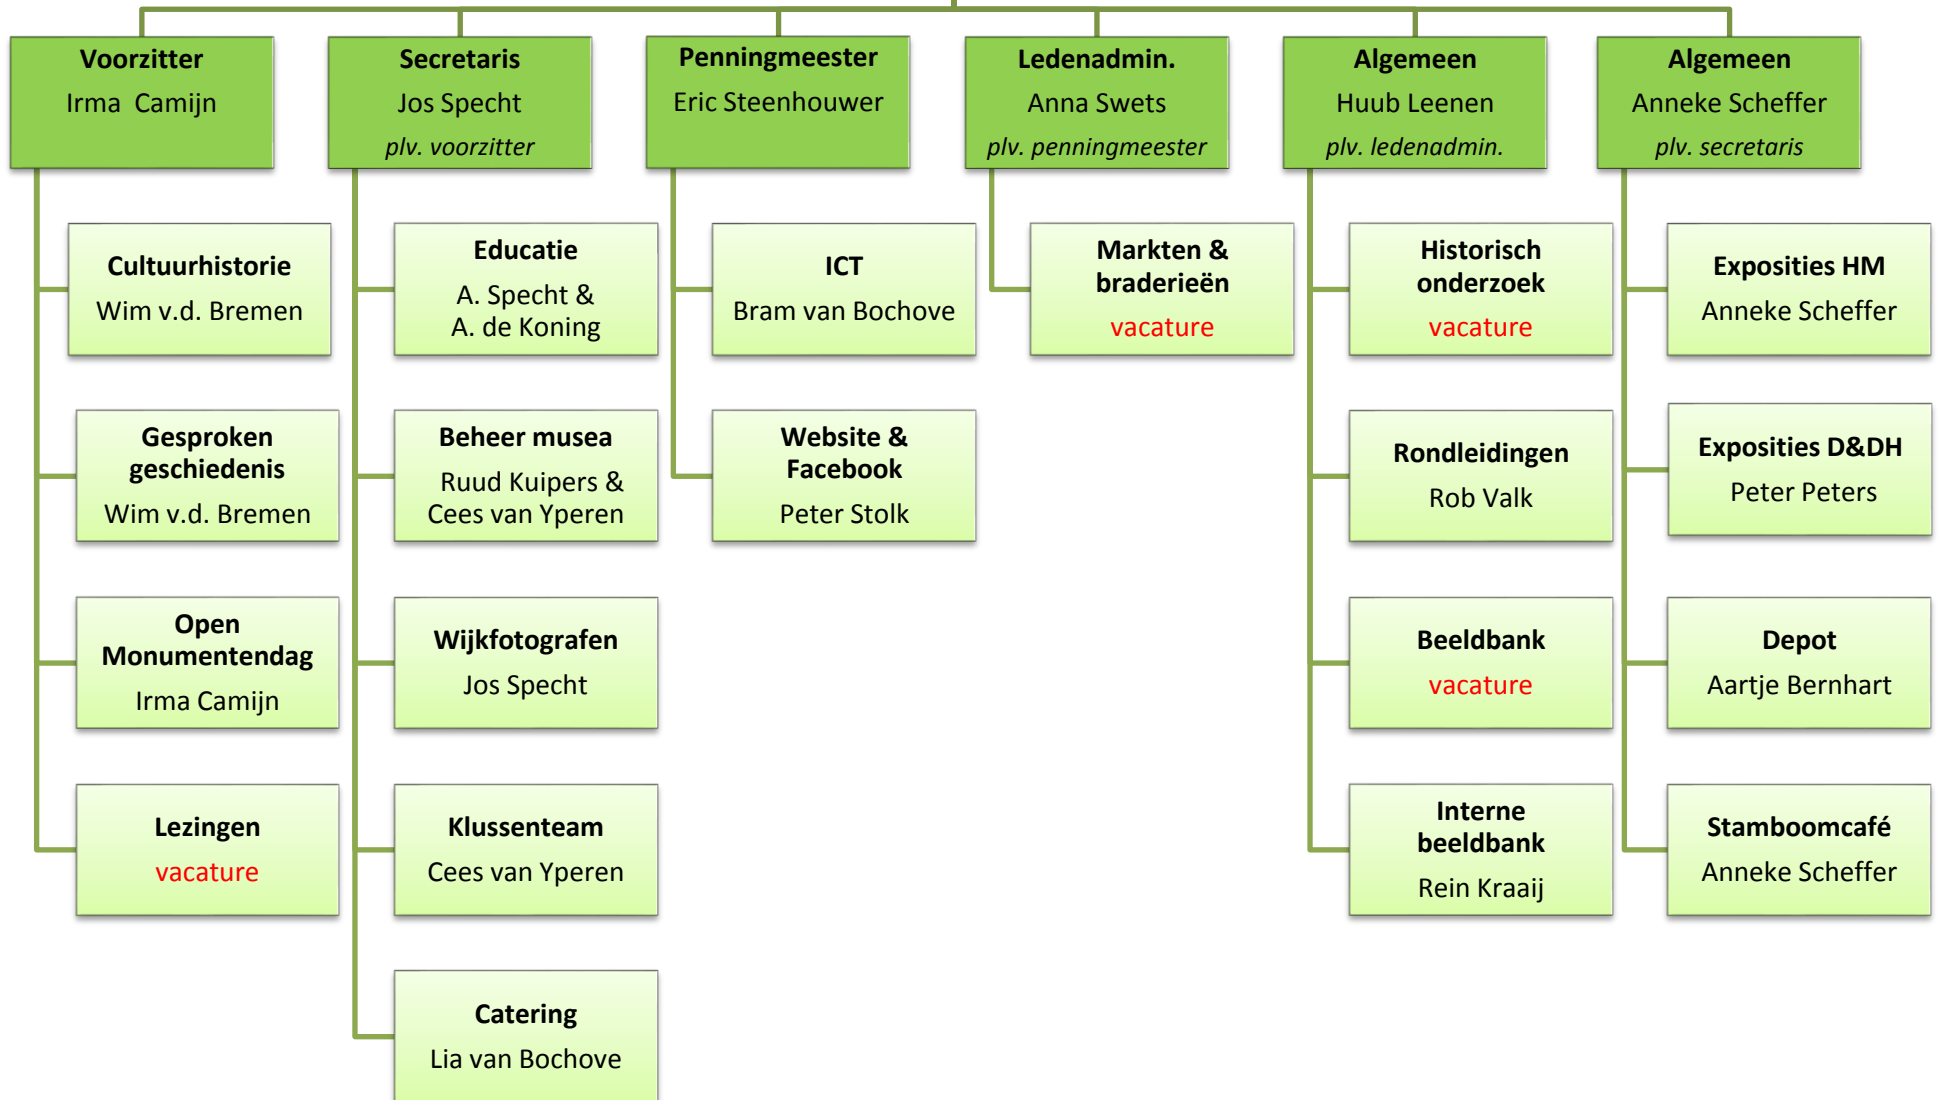 Voorzitter
Irma Camijn
Secretaris
Jos Specht
plv. voorzitter
Penningmeester
Eric Steenhouwer
Ledenadmin.
Anna Swets
plv. penningmeester
Algemeen
Huub Leenen
plv. ledenadmin.
Algemeen
Anneke Scheffer
plv. secretaris
Cultuurhistorie
Wim v.d. Bremen
Gesproken
geschiedenis
Wim v.d. Bremen
Open
Monumentendag
Irma Camijn
Lezingen
vacature
Educatie
A. Specht &
A. de Koning
Beheer musea
Ruud Kuipers &
Cees van Yperen
Wijkfotografen
Jos Specht
Klussenteam
Cees van Yperen
Catering
Lia van Bochove
ICT
Bram van Bochove
Website &
Facebook
Peter Stolk
Markten &
braderieën
vacature
Historisch
onderzoek
vacature
Rondleidingen
Rob Valk
Beeldbank
vacature
Interne
beeldbank
Rein Kraaij
Exposities HM
Anneke Scheffer
Exposities D&DH
Peter Peters
Depot
Aartje Bernhart
Stamboomcafé
Anneke Scheffer